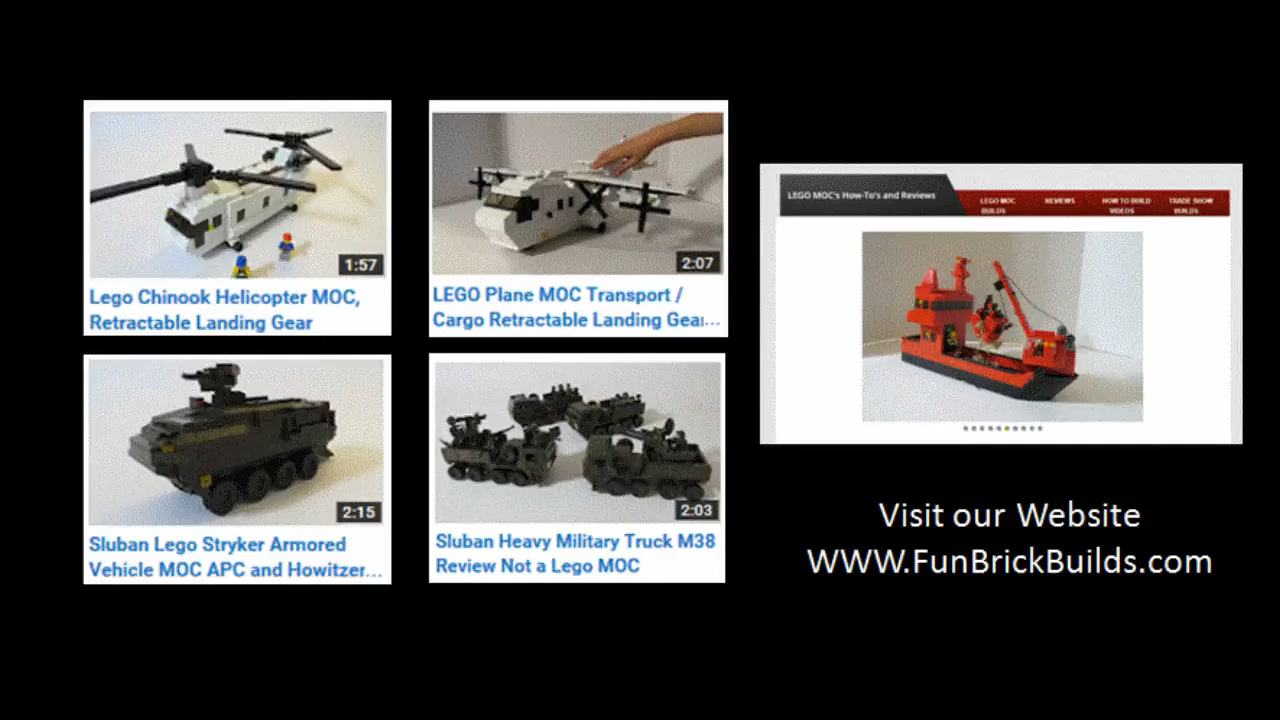 1:57
Lego Chinook Helicopter MOC,
Retractable Landing Gear
2:07
LEGO Plane MOC Transport /
Cargo Retractable Landing Gear...
2:15
Sluban Lego Stryker Armored
Vehicle MOC APC and Howitzer...
2:03
Sluban Heavy Military Truck M38
Review Not a Lego MOC
LEGO MOC's How-To's and Reviews
LEGO MOC
BUILDS
REVIEWS
HOW TO BUILD
VIDEOS
TRADE SHOW
BUILDS
Visit our Website
WWW.FunBrickBuilds.com